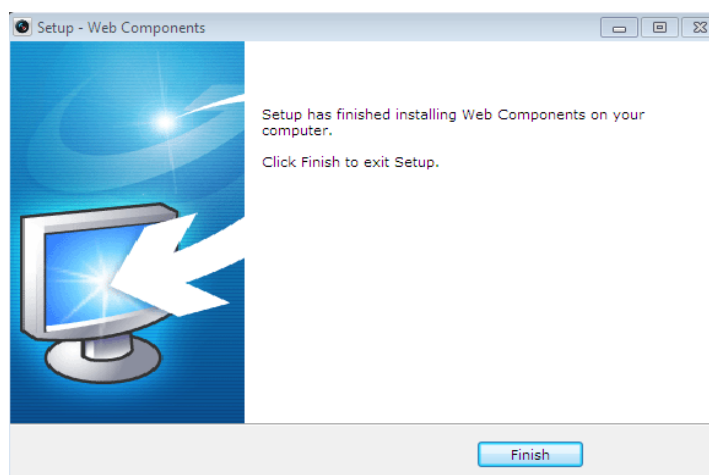 Setup - Web Components
Setup has finished installing Web Components on your
computer.
Click Finish to exit Setup.
Finish